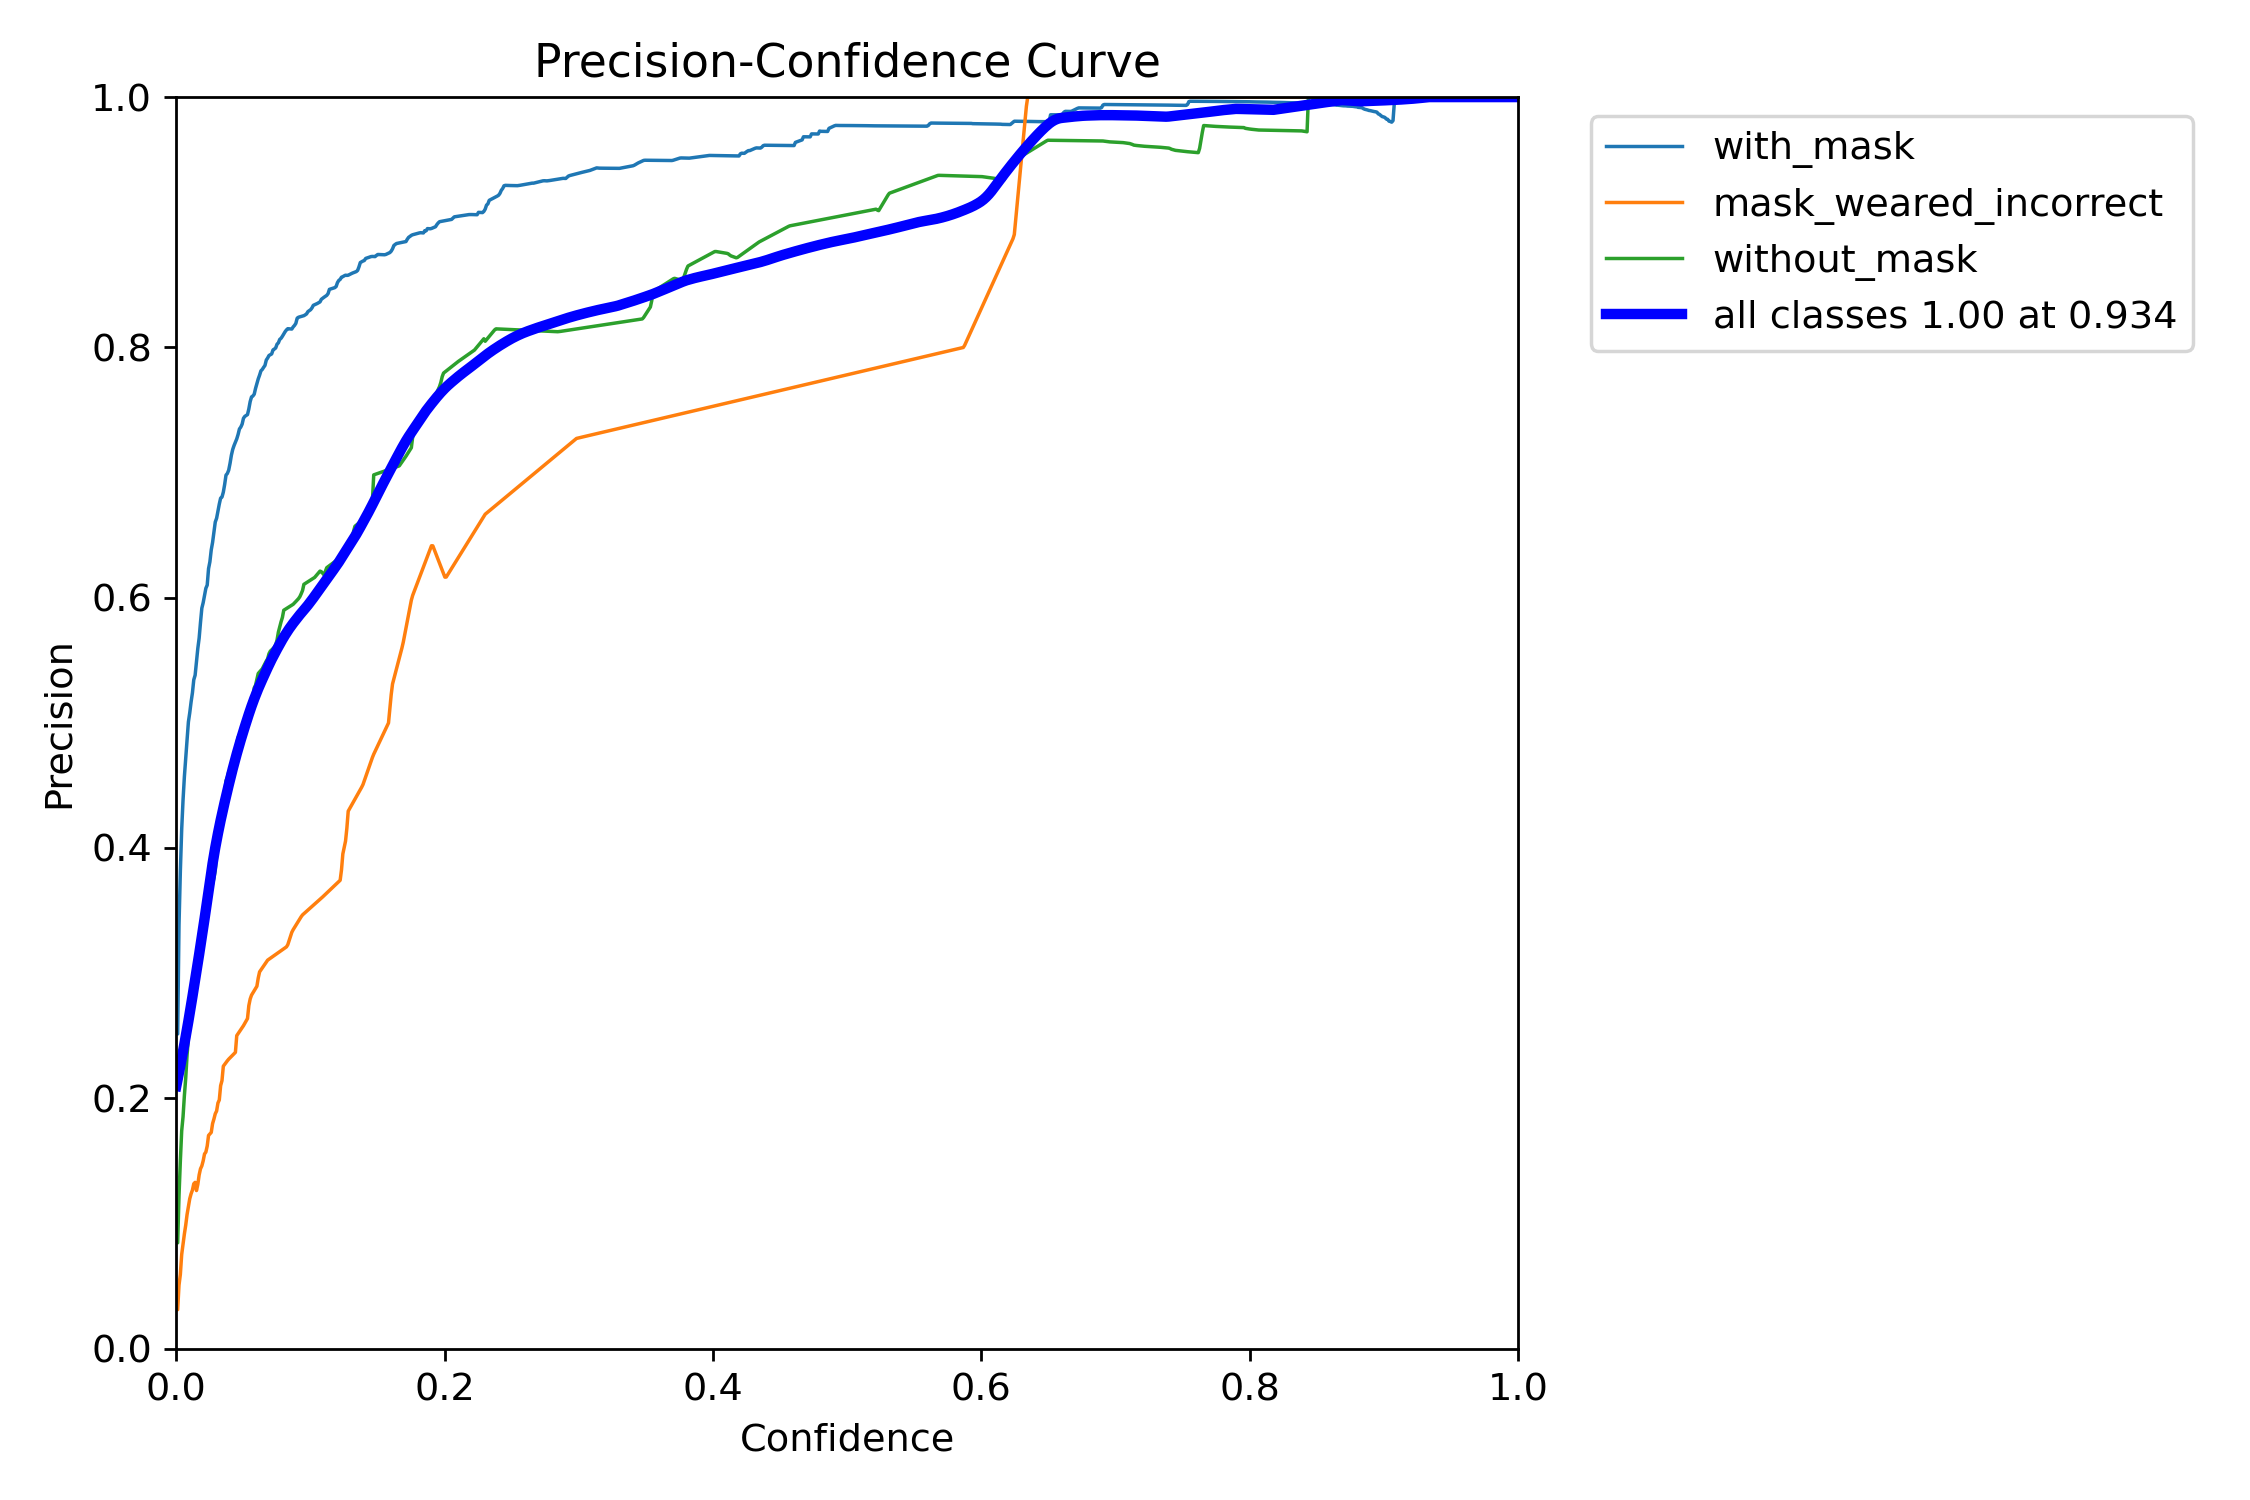 Precision-Confidence Curve
1.0
0.8
0.6
0.4
0.2
0.0
Precision
0.0 0.2 0.4 0.6 0.8 1.0
Confidence
with_mask
mask_weared_incorrect
without_mask
all classes 1.00 at 0.934